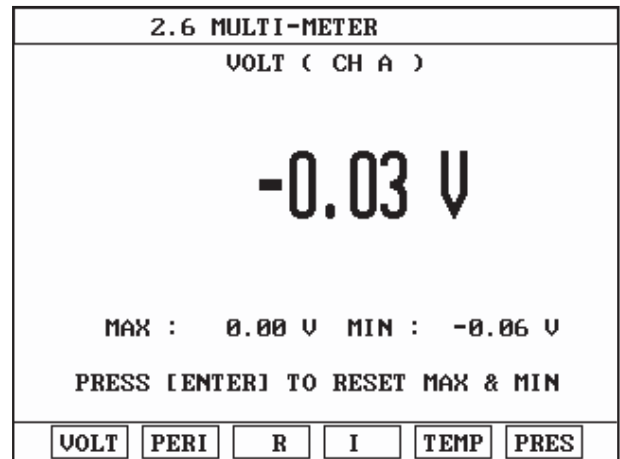 2.6 MULTI-METER
VOLT ( CH A )
-0.03 V
MAX : 0.00 V MIN : -0.06 V
PRESS [ENTER] TO RESET MAX & MIN
VOLT PERI R I TEMP PRES